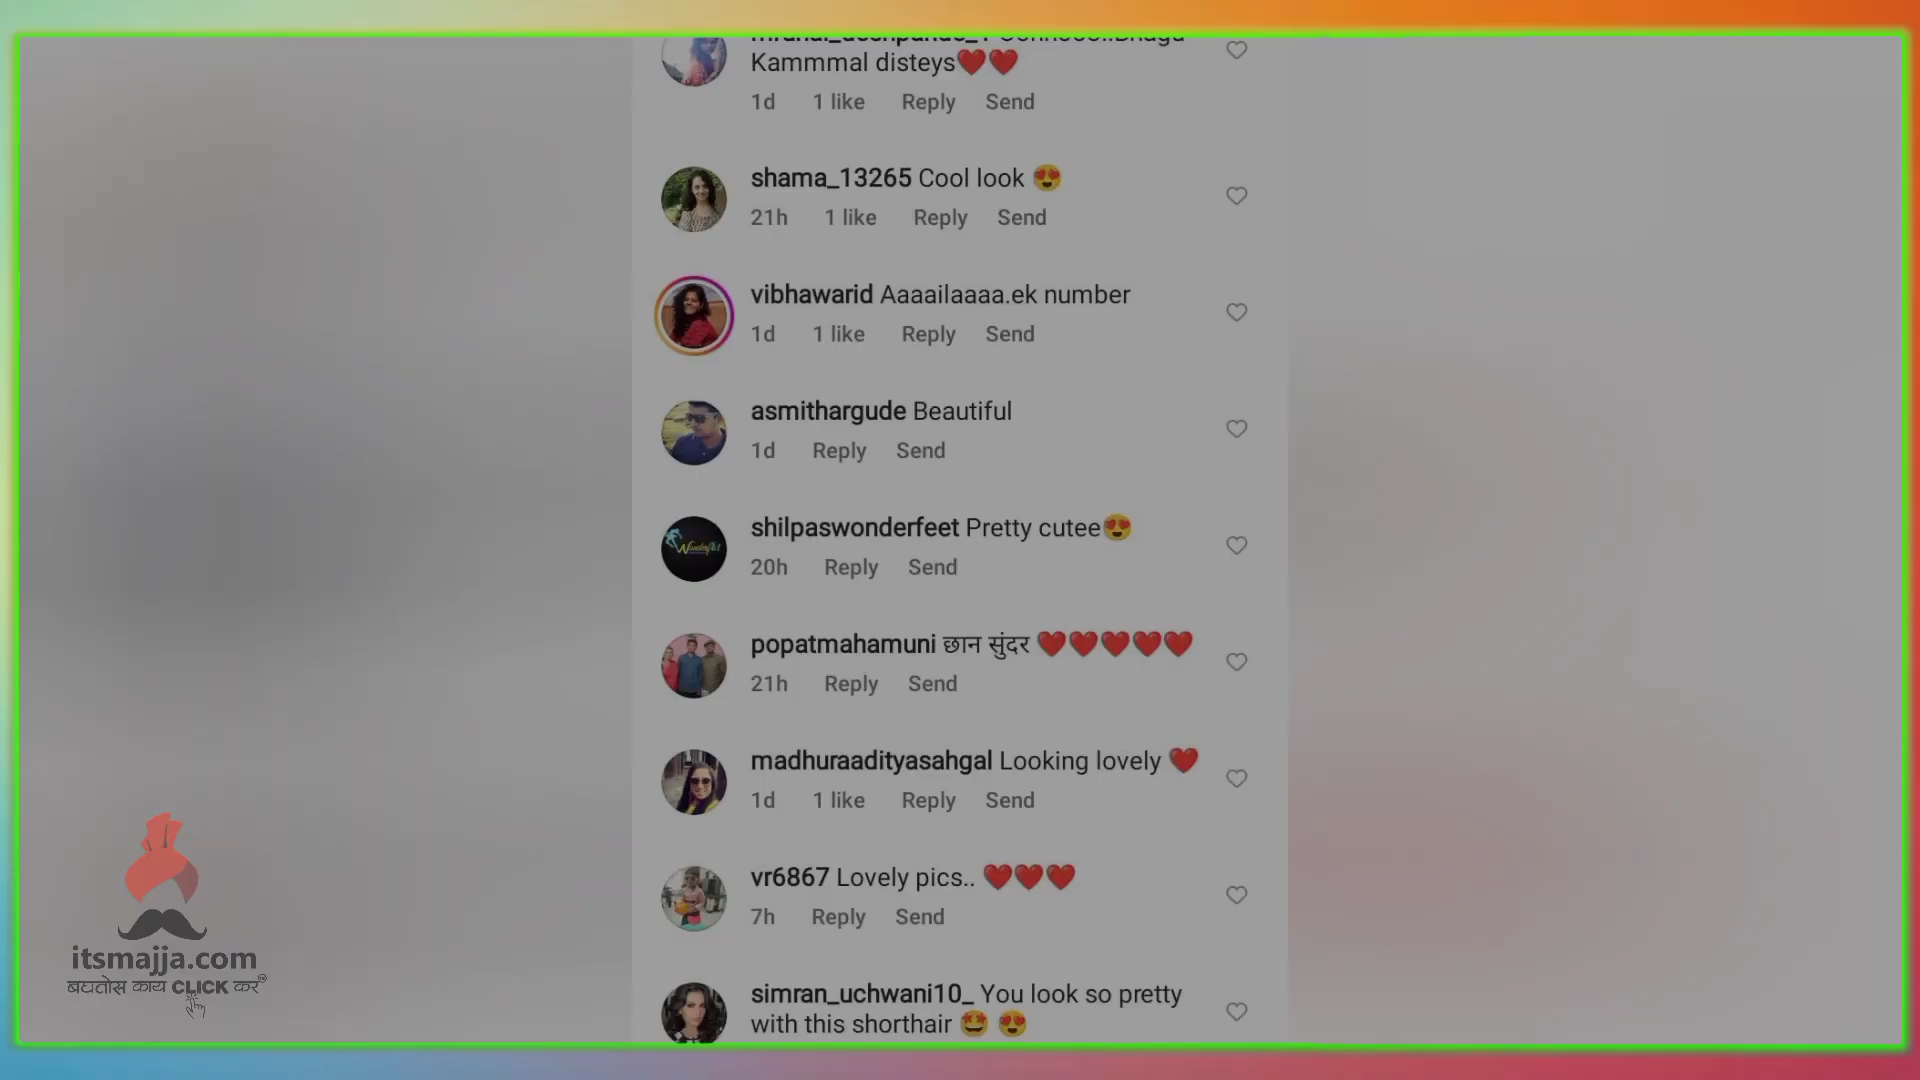 Kammmal disteys❤️❤️
1d 1 like Reply Send
shama_13265 Cool look 😍
21h 1 like Reply Send
vibhawarid Aaaailaaaa.ek number
1d 1 like Reply Send
asmithargude Beautiful
1d Reply Send
shilpaswonderfeet Pretty cutee😍
20h Reply Send
popatmahamuni छान सुंदर ❤️❤️❤️❤️❤️
21h Reply Send
madhuraadityasahgal Looking lovely ❤️
1d 1 like Reply Send
vr6867 Lovely pics.. ❤️❤️❤️
7h Reply Send
simran_uchwani10_ You look so pretty
with this shorthair 🤩 😍
itsmajja.com
बघतोस काय CLICK कर